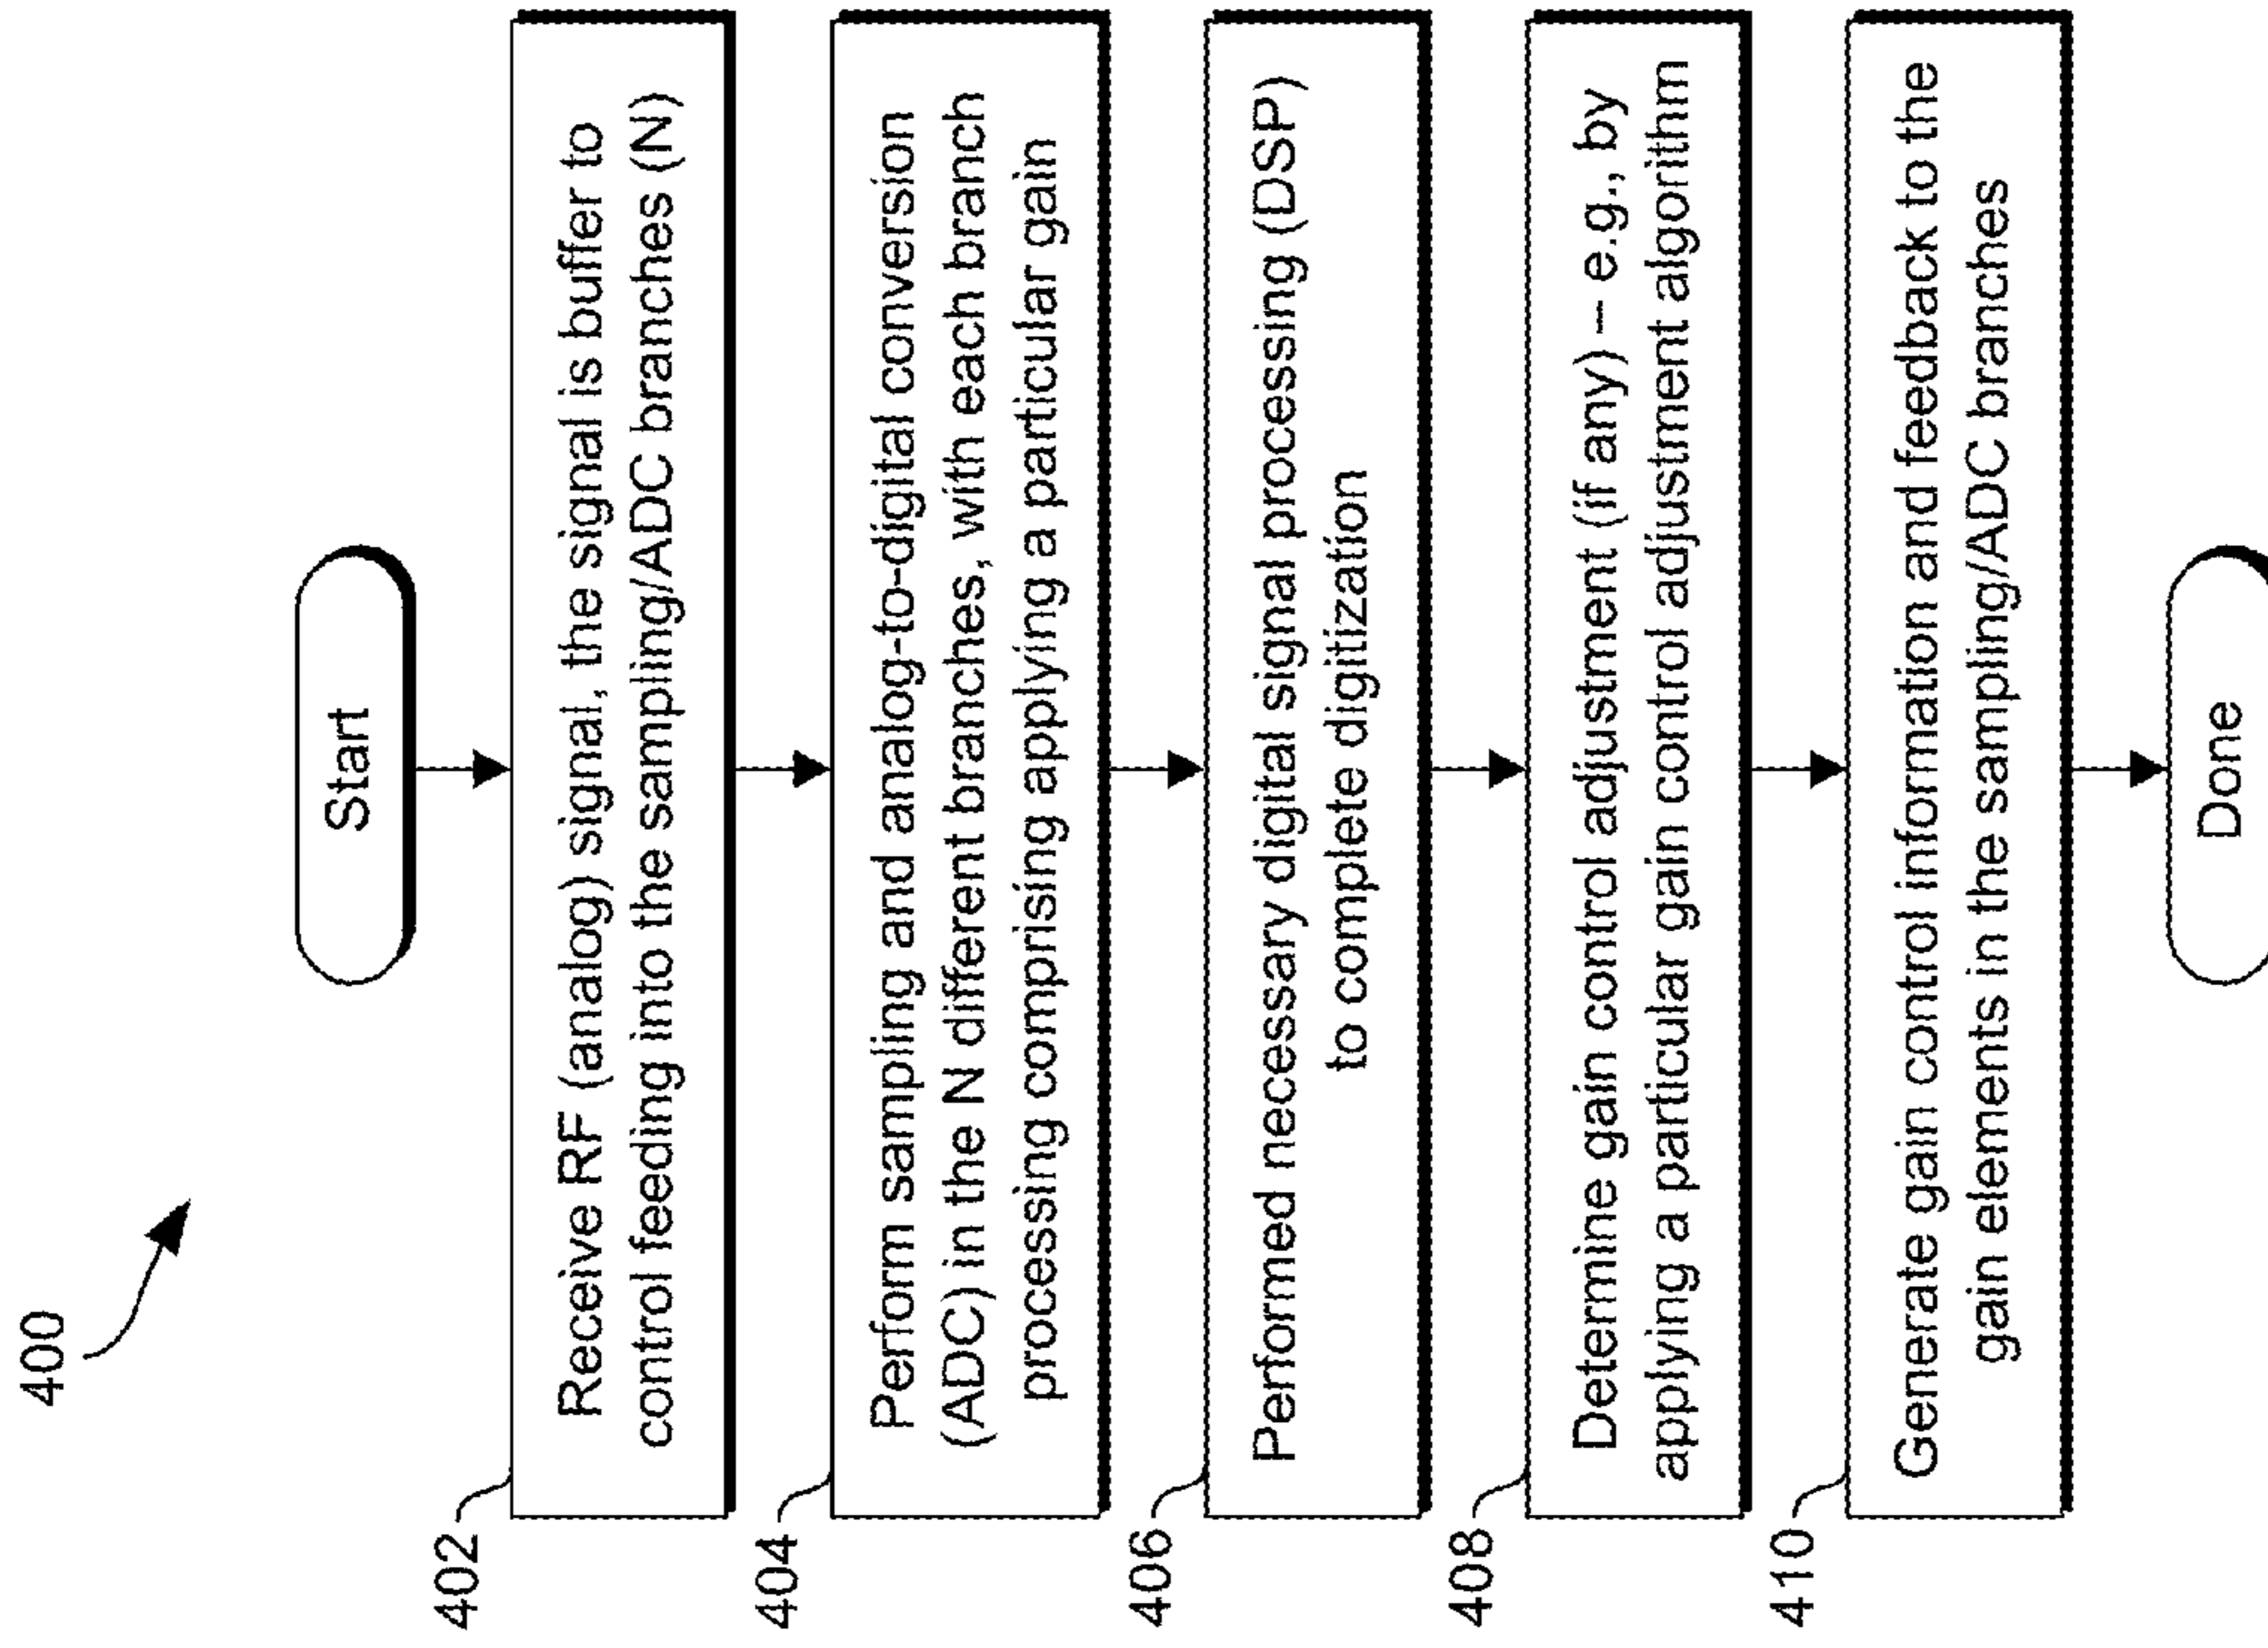 400
Start
402
Receive RF (analog) signal, the signal is buffer to
control feeding into the sampling/ADC branches (N)
404
Perform sampling and analog-to-digital conversion
(ADC) in the N different branches, with each branch
processing comprising applying a particular gain
406
Performed necessary digital signal processing (DSP)
to complete digitization
408
Determine gain control adjustment (if any) – e.g., by
applying a particular gain control adjustment algorithm
410
Generate gain control information and feedback to the
gain elements in the sampling/ADC branches
Done